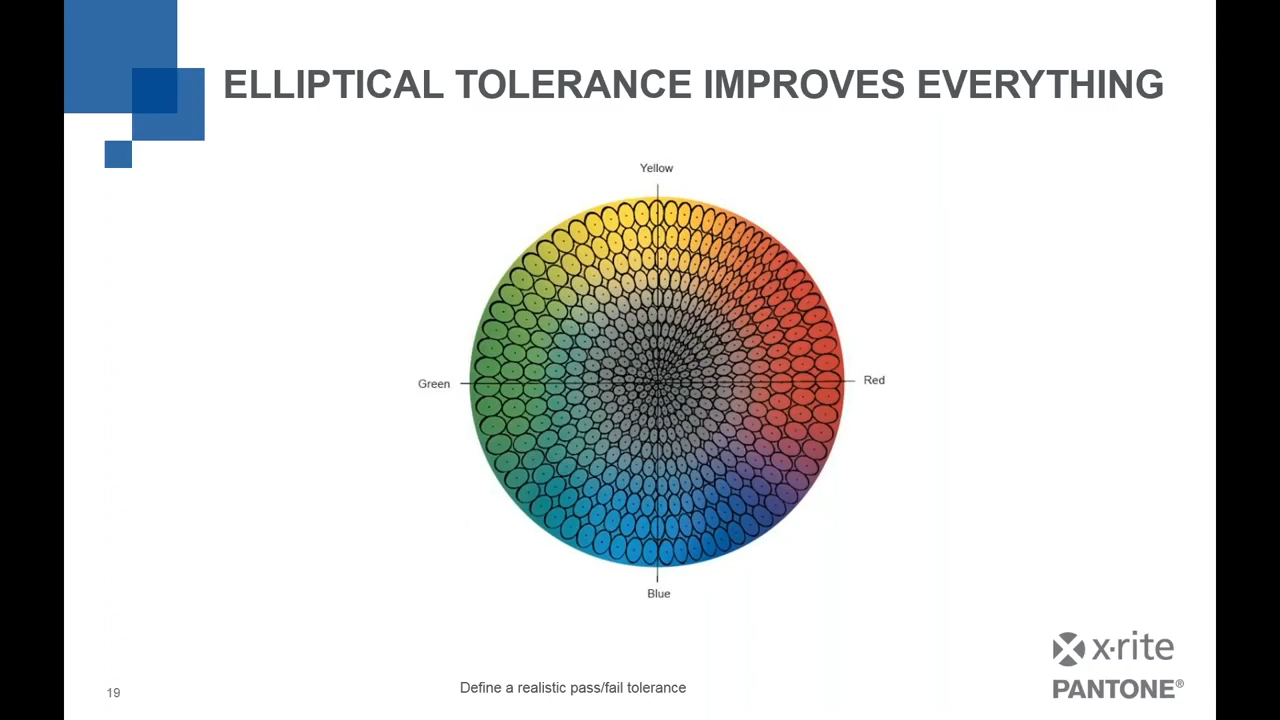 ELLIPTICAL TOLERANCE IMPROVES EVERYTHING
Yellow
Green
Red
Blue
x·rite
PANTONE®
19
Define a realistic pass/fail tolerance